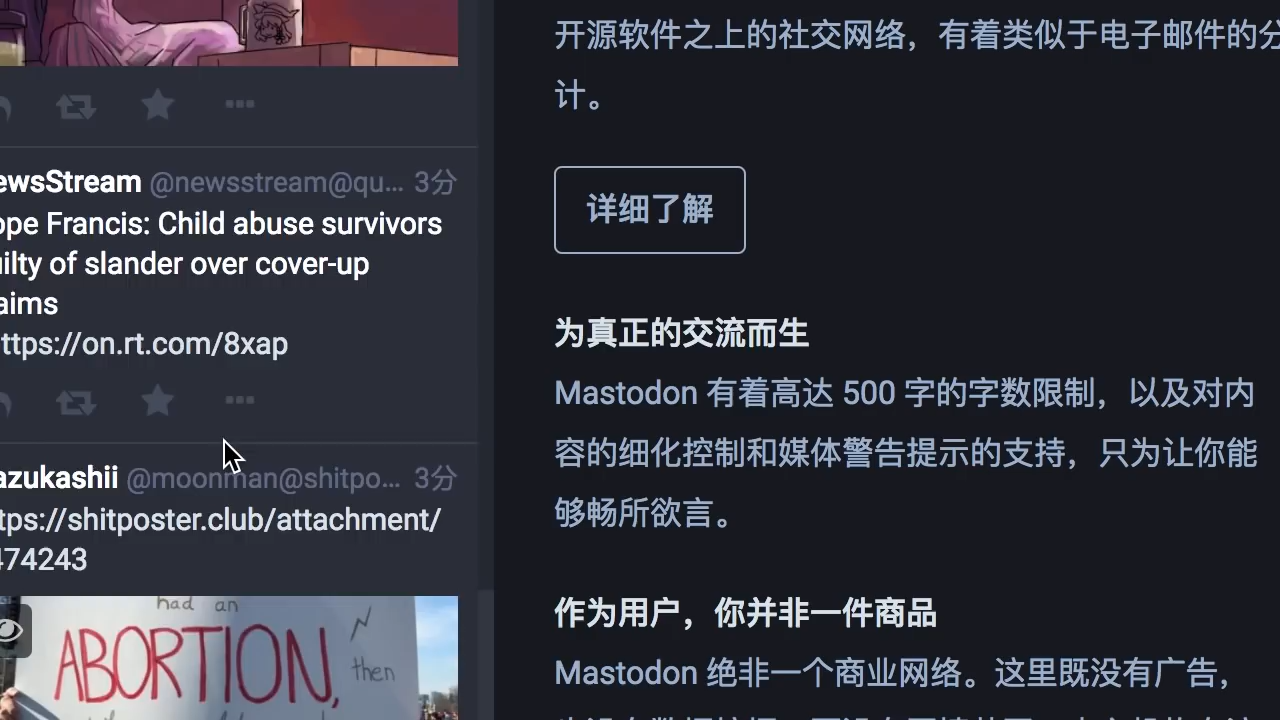 ewsStream @newsstream@qu... 3分
ope Francis: Child abuse survivors
uilty of slander over cover-up
aims
ttps://on.rt.com/8xap
azukashii @moonman@shitpo... 3分
tps://shitposter.club/attachment/
474243
had an
ABORTION,
then
开源软件之上的社交网络，有着类似于电子邮件的分
计。
详细了解
为真正的交流而生
Mastodon 有着高达 500 字的字数限制，以及对内
容的细化控制和媒体警告提示的支持，只为让你能
够畅所欲言。
作为用户，你并非一件商品
Mastodon 绝非一个商业网络。这里既没有广告，